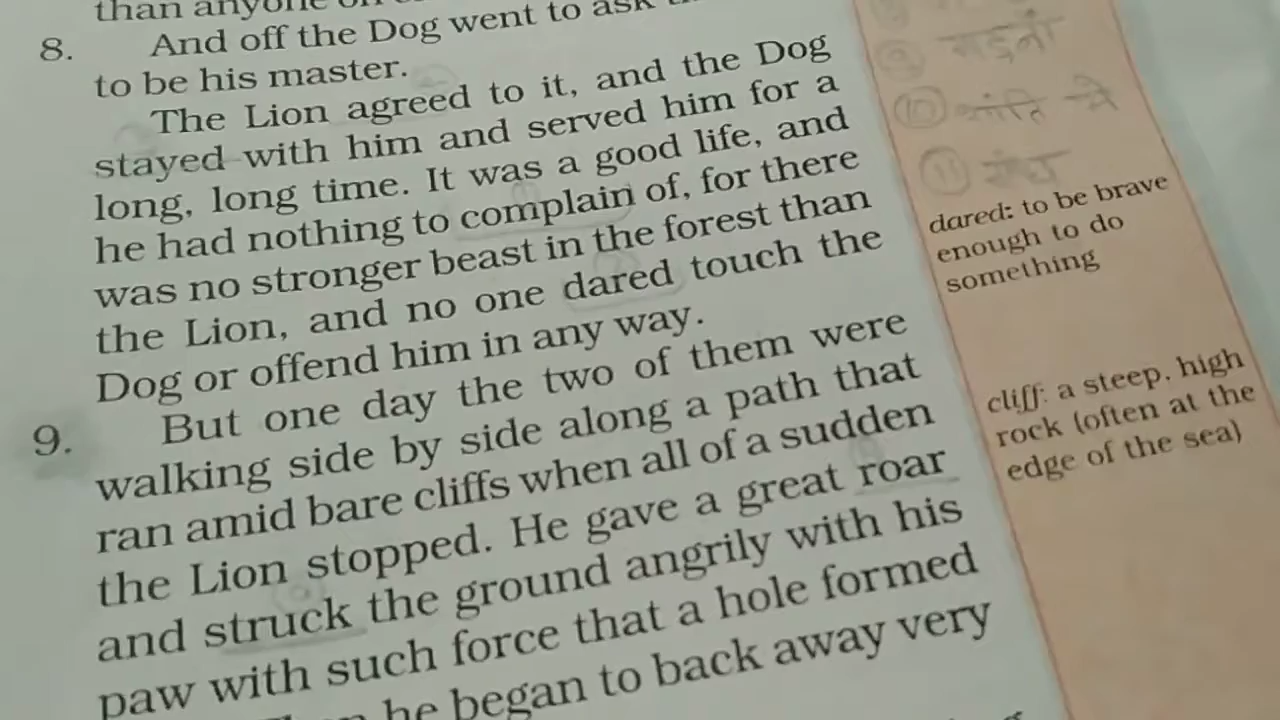 than anyone on
8. And off the Dog went to ask
to be his master.
The Lion agreed to it, and the Dog
stayed with him and served him for a
long, long time. It was a good life, and
he had nothing to complain of, for there
was no stronger beast in the forest than
the Lion, and no one dared touch the
Dog or offend him in any way.
9. But one day the two of them were
walking side by side along a path that
ran amid bare cliffs when all of a sudden
the Lion stopped. He gave a great roar
and struck the ground angrily with his
paw with such force that a hole formed
he began to back away very
10 शांति से
11
dared: to be brave
enough to do
something
cliff: a steep, high
rock (often at the
edge of the sea)